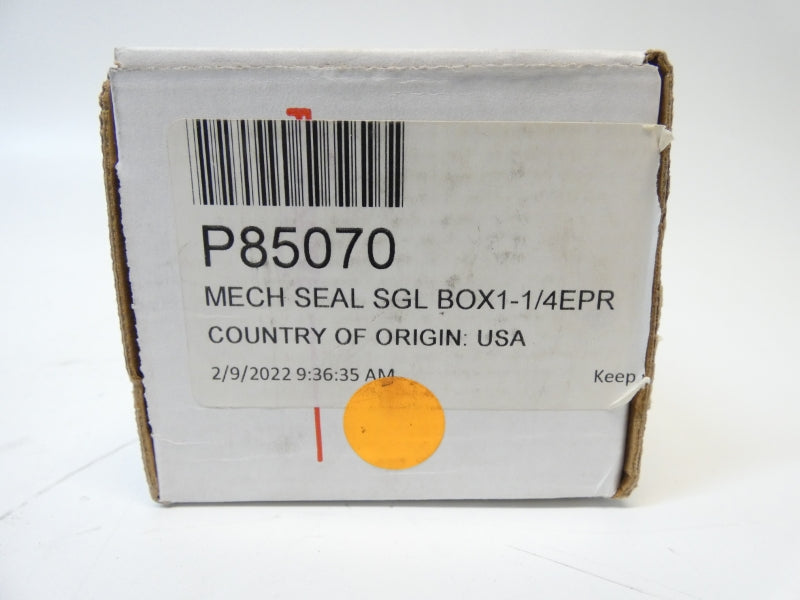 P85070
MECH SEAL SGL BOX1-1/4EPR
COUNTRY OF ORIGIN: USA
2/9/2022 9:36:35 AM
Keep